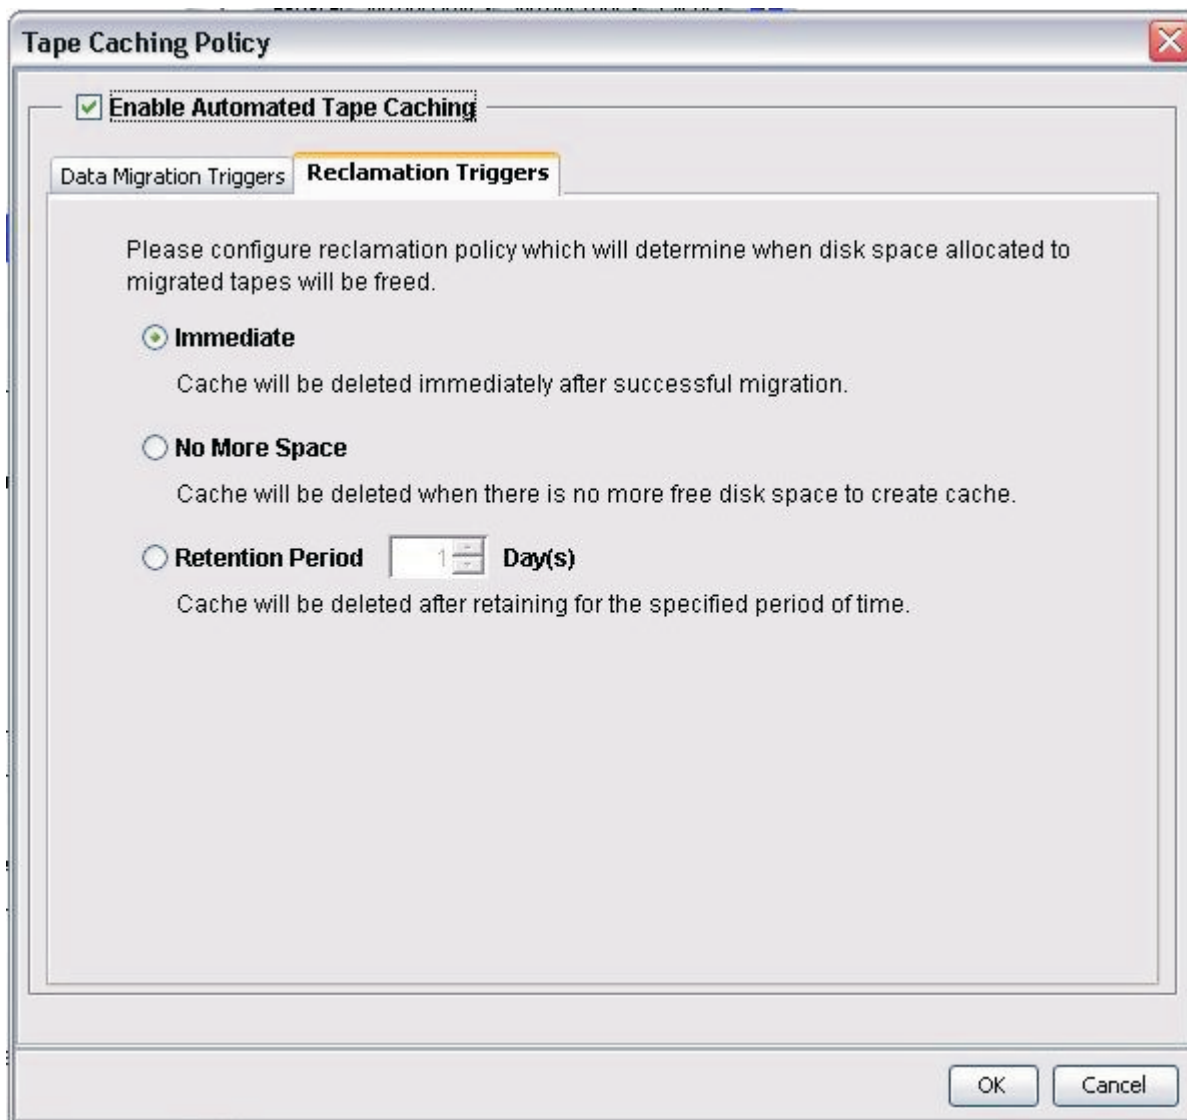 Tape Caching Policy
Enable Automated Tape Caching
Data Migration Triggers
Reclamation Triggers
Please configure reclamation policy which will determine when disk space allocated to
migrated tapes will be freed.
Immediate
Cache will be deleted immediately after successful migration.
No More Space
Cache will be deleted when there is no more free disk space to create cache.
Retention Period 1 Day(s)
Cache will be deleted after retaining for the specified period of time.
OK
Cancel